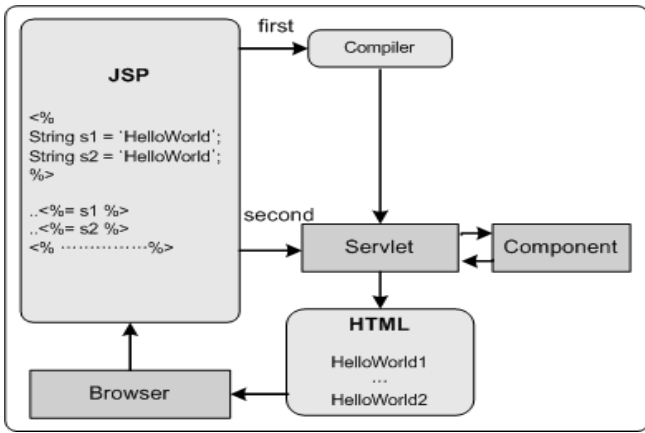 first
Compiler
JSP
<%
String s1 = 'HelloWorld';
String s2 = 'HelloWorld';
%>
..<%= s1 %>
..<%= s2 %>
<% ···············%>
second
Servlet
Component
HTML
HelloWorld1
...
HelloWorld2
Browser